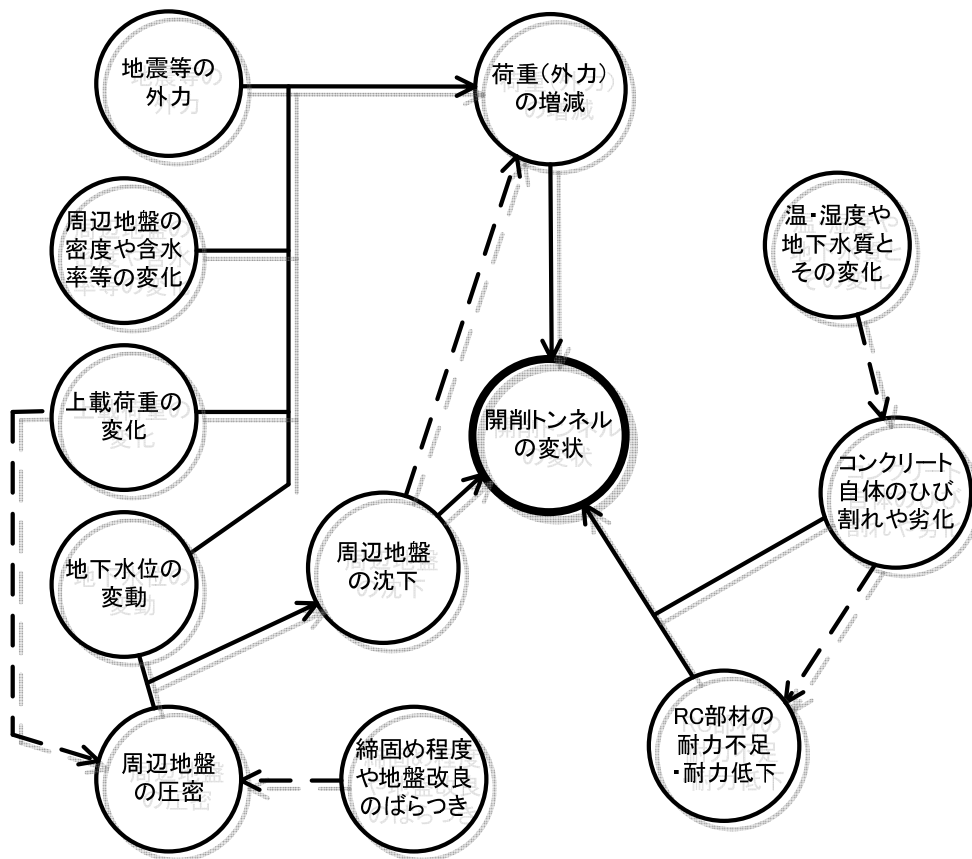 地震等の
外力
荷重(外力)
の増減
周辺地盤の
密度や含水
率等の変化
温・湿度や
地下水質と
その変化
上載荷重の
変化
開削トンネル
の変状
コンクリート
自体のひび
割れや劣化
地下水位の
変動
周辺地盤
の沈下
RC部材の
耐力不足
・耐力低下
周辺地盤
の圧密
締固め程度
や地盤改良
のばらつき